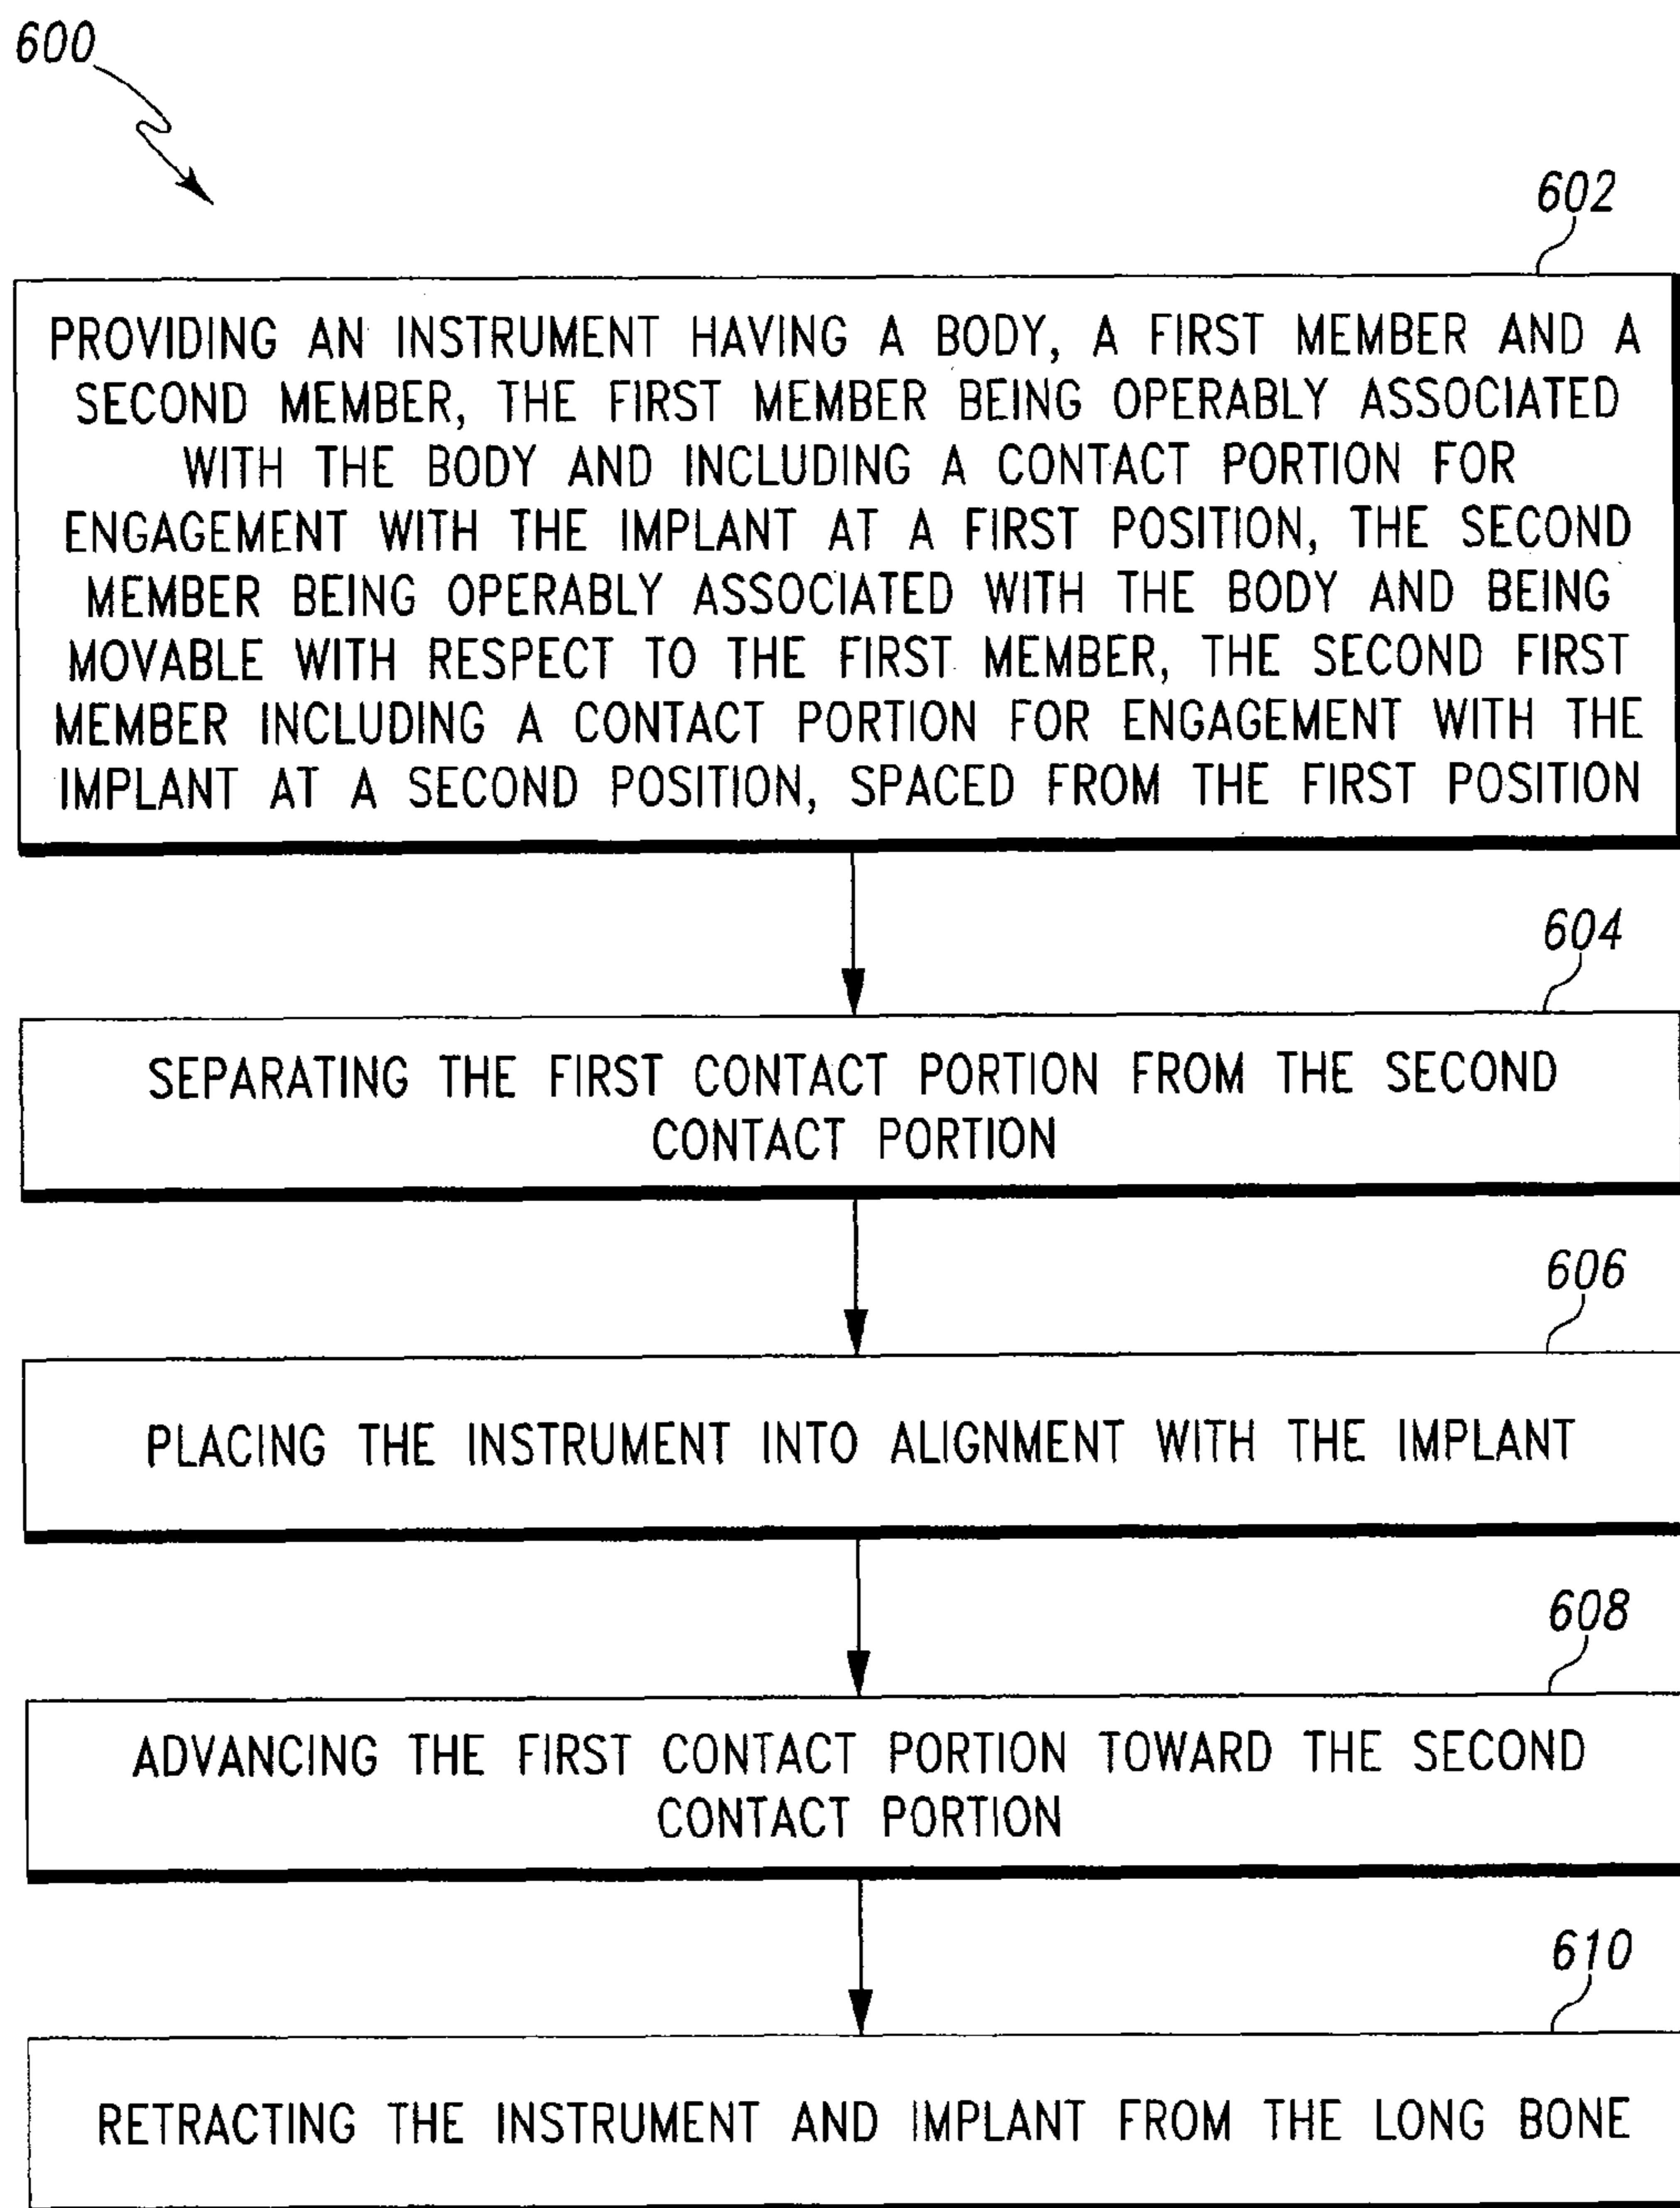 600
602
PROVIDING AN INSTRUMENT HAVING A BODY, A FIRST MEMBER AND A
SECOND MEMBER, THE FIRST MEMBER BEING OPERABLY ASSOCIATED
WITH THE BODY AND INCLUDING A CONTACT PORTION FOR
ENGAGEMENT WITH THE IMPLANT AT A FIRST POSITION, THE SECOND
MEMBER BEING OPERABLY ASSOCIATED WITH THE BODY AND BEING
MOVABLE WITH RESPECT TO THE FIRST MEMBER, THE SECOND FIRST
MEMBER INCLUDING A CONTACT PORTION FOR ENGAGEMENT WITH THE
IMPLANT AT A SECOND POSITION, SPACED FROM THE FIRST POSITION
604
SEPARATING THE FIRST CONTACT PORTION FROM THE SECOND
CONTACT PORTION
606
PLACING THE INSTRUMENT INTO ALIGNMENT WITH THE IMPLANT
608
ADVANCING THE FIRST CONTACT PORTION TOWARD THE SECOND
CONTACT PORTION
610
RETRACTING THE INSTRUMENT AND IMPLANT FROM THE LONG BONE